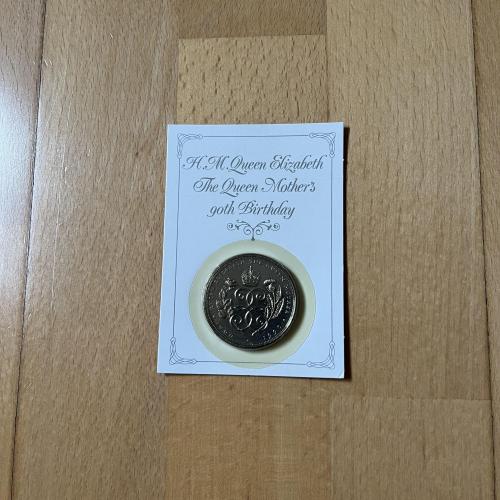 H.M. Queen Elizabeth
The Queen Mother's
90th Birthday